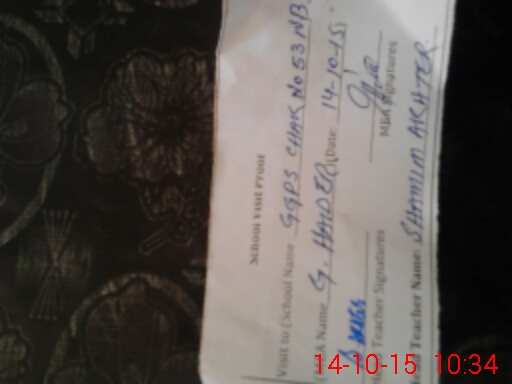 School Visit Proof
Visit to (School Name GGPS CHAK No 53 NB
A Name G. HAIDER (Date: 14-10-15)
Teacher Signatures MEA Signatures
Teacher Name: SHAMIM AKHTER
14-10-15 10:34